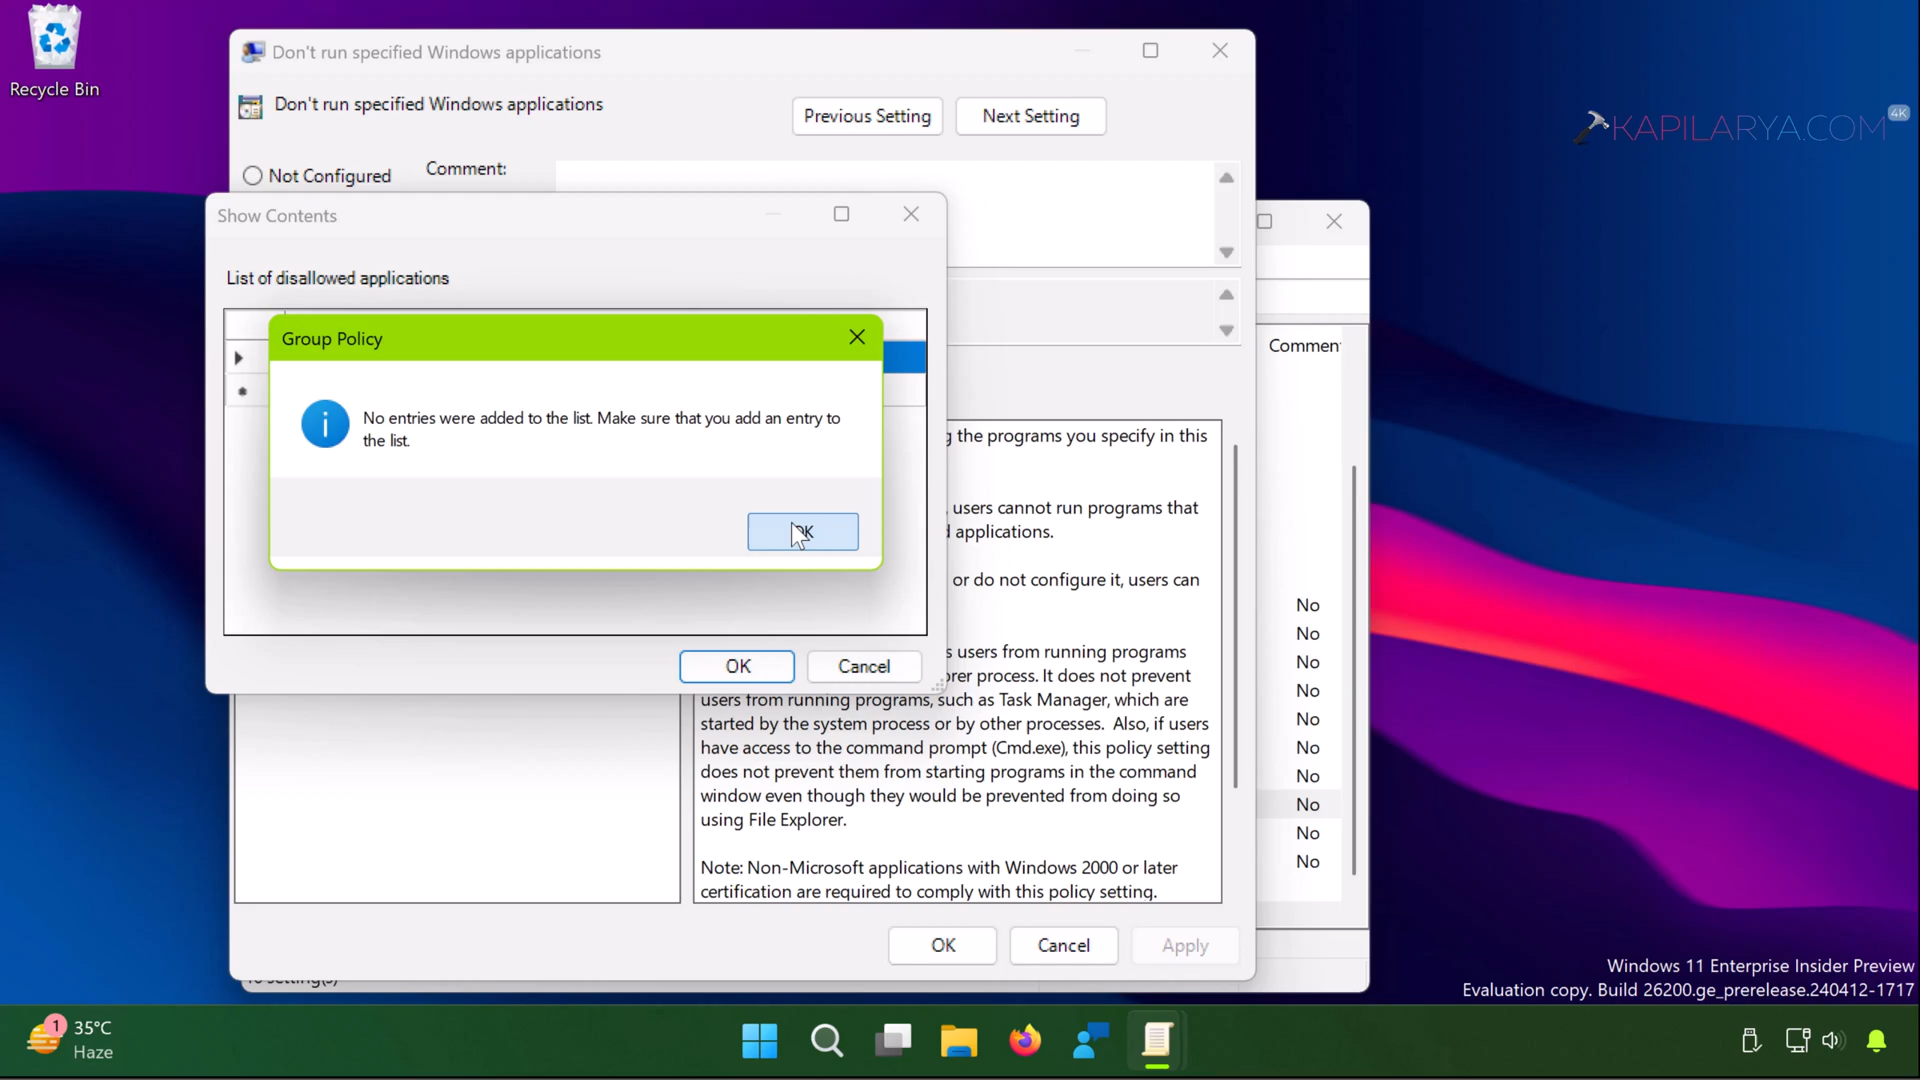 Recycle Bin
Don't run specified Windows applications
Don't run specified Windows applications
Previous Setting
Next Setting
Not Configured
Comment:
KAPILARYA.COM
4K
Show Contents
List of disallowed applications
Group Policy
No entries were added to the list. Make sure that you add an entry to
the list.
OK
OK
Cancel
g the programs you specify in this
, users cannot run programs that
d applications.
or do not configure it, users can
s users from running programs
orer process. It does not prevent
users from running programs, such as Task Manager, which are
started by the system process or by other processes. Also, if users
have access to the command prompt (Cmd.exe), this policy setting
does not prevent them from starting programs in the command
window even though they would be prevented from doing so
using File Explorer.
Note: Non-Microsoft applications with Windows 2000 or later
certification are required to comply with this policy setting.
Commen
No
No
No
No
No
No
No
No
No
No
OK
Cancel
Apply
setting(s)
Windows 11 Enterprise Insider Preview
Evaluation copy. Build 26200.ge_prerelease.240412-1717
1
35°C
Haze